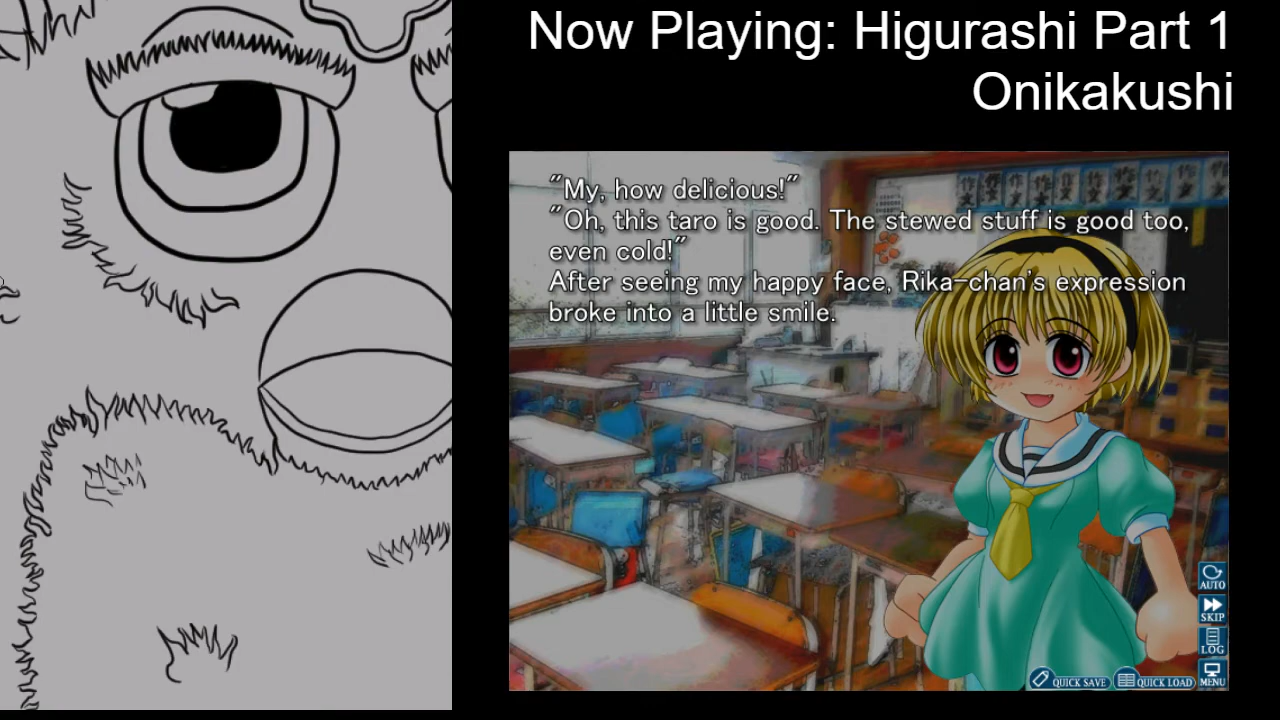 Now Playing: Higurashi Part 1
Onikakushi
"My, how delicious!"
"Oh, this taro is good. The stewed stuff is good too,
even cold!"
After seeing my happy face, Rika-chan's expression
broke into a little smile.
AUTO
SKIP
LOG
MENU
QUICK SAVE
QUICK LOAD